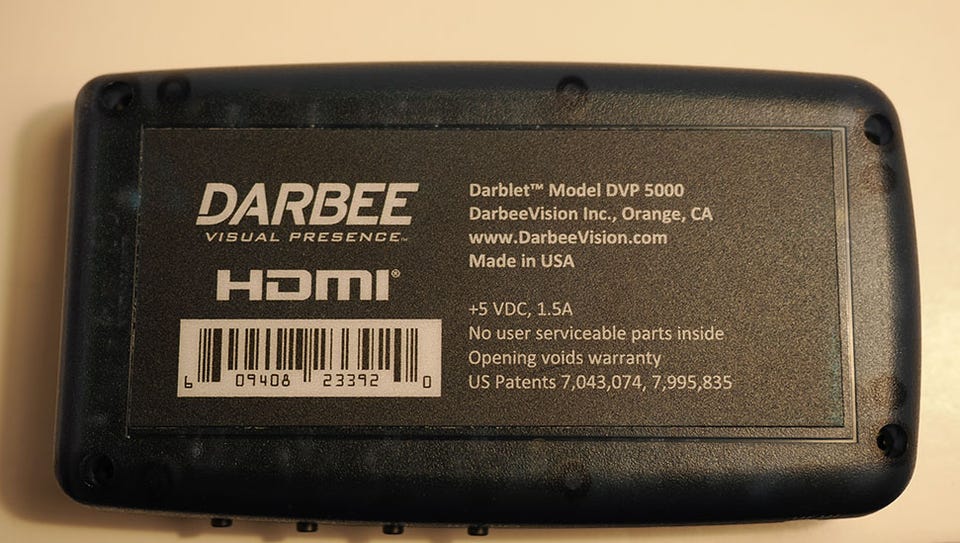 DARBEE
VISUAL PRESENCE™
HDMI®
6 09408 23392 0
Darblet™ Model DVP 5000
DarbeeVision Inc., Orange, CA
www.DarbeeVision.com
Made in USA
+5 VDC, 1.5A
No user serviceable parts inside
Opening voids warranty
US Patents 7,043,074, 7,995,835